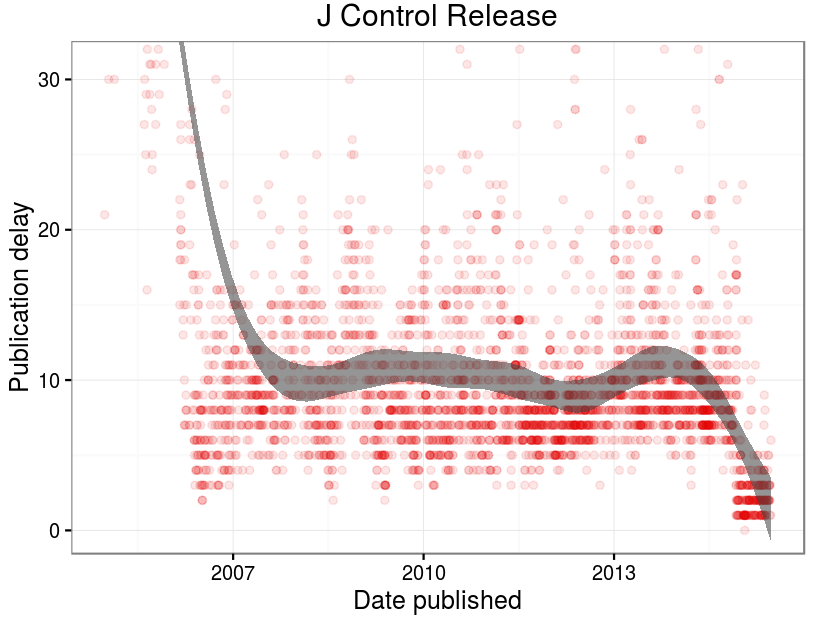 J Control Release
Publication delay
30
20
10
0
2007
2010
2013
Date published